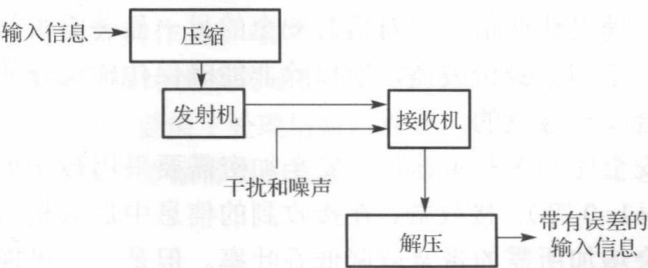 输入信息
压缩
发射机
接收机
干扰和噪声
解压
带有误差的
输入信息